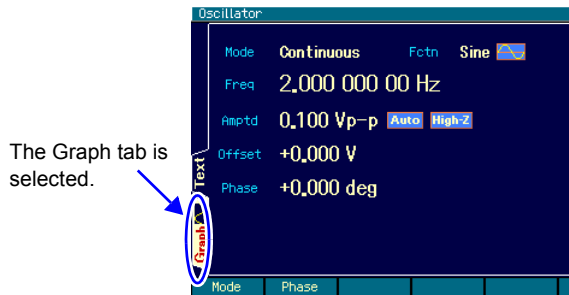 Oscillator
Mode Continuous Fctn Sine
Freq 2.000 000 00 Hz
Amptd 0.100 Vp-p Auto High-Z
Offset +0.000 V
Phase +0.000 deg
Text
Graph
The Graph tab is
selected.
Mode Phase